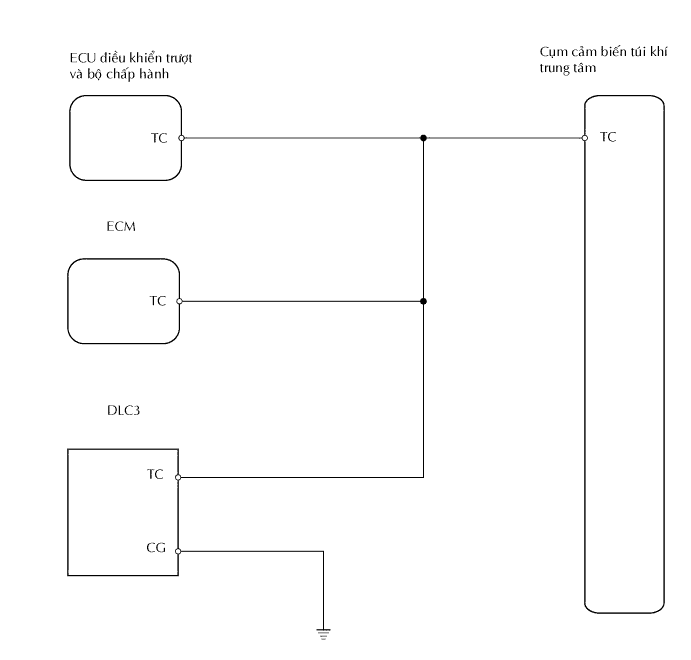 ECU điều khiển trượt
và bộ chấp hành
Cụm cảm biến túi khí
trung tâm
TC
TC
ECM
TC
DLC3
TC
CG